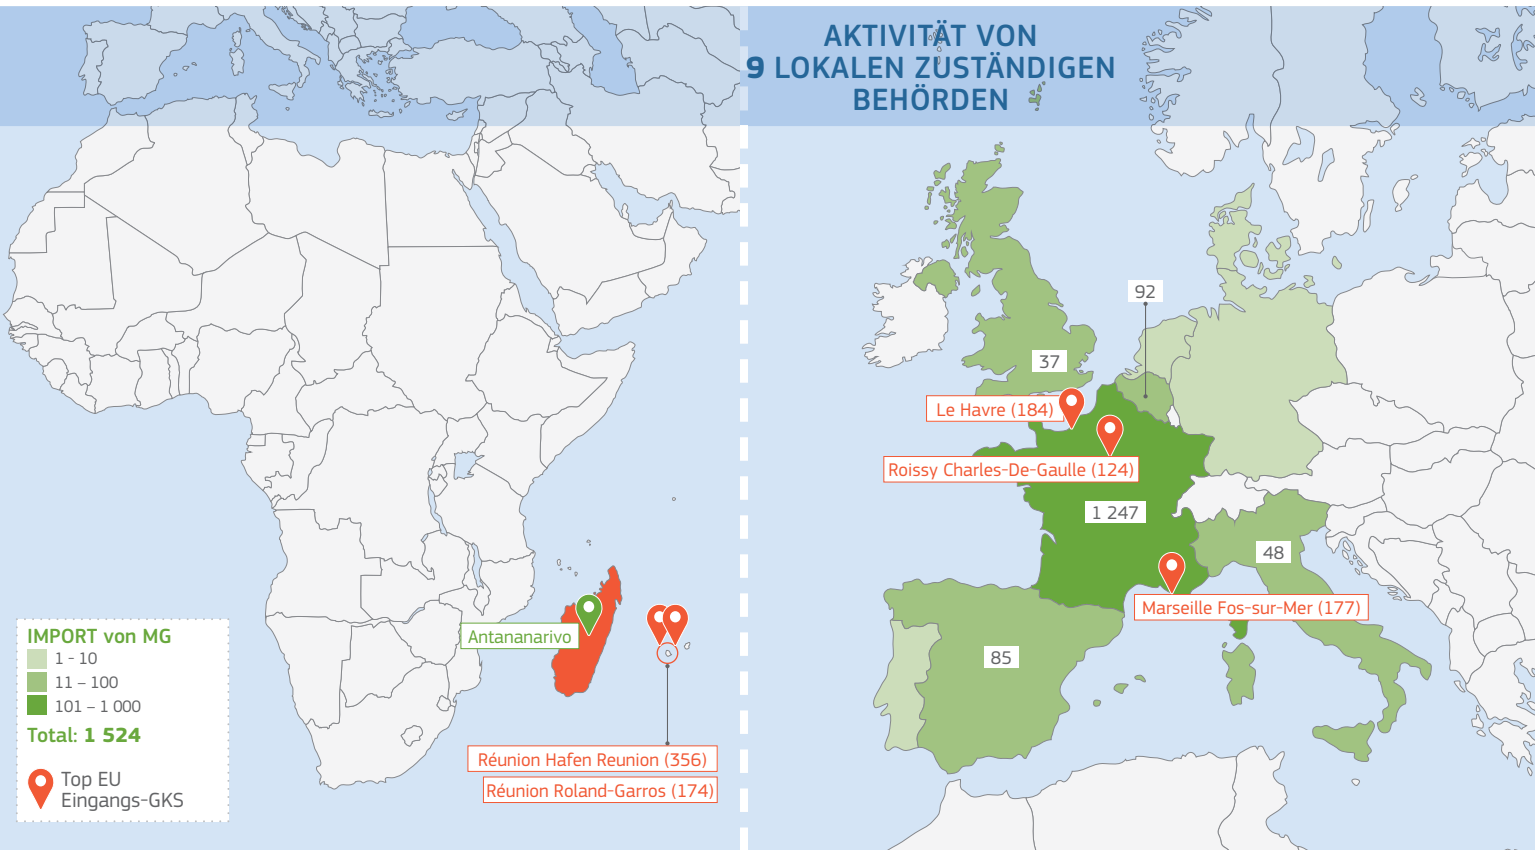 AKTIVITÄT VON
9 LOKALEN ZUSTÄNDIGEN
BEHÖRDEN
92
37
Le Havre (184)
Roissy Charles-De-Gaulle (124)
1 247
48
Marseille Fos-sur-Mer (177)
85
Antananarivo
Réunion Hafen Reunion (356)
Réunion Roland-Garros (174)
IMPORT von MG
1 - 10
11 – 100
101 – 1 000
Total: 1 524
Top EU
Eingangs-GKS